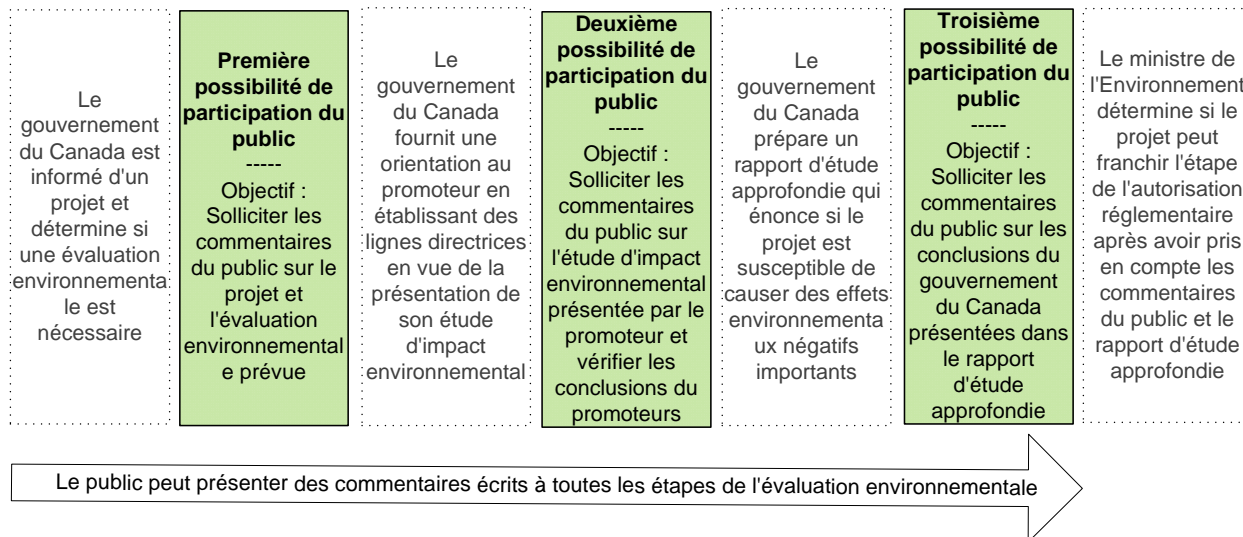 Le
gouvernement
du Canada est
informé d'un
projet et
détermine si
une évaluation
environnementa
le est
nécessaire
Première
possibilité de
participation du
public
-----
Objectif :
Solliciter les
commentaires
du public sur le
projet et
l'évaluation
environnemental
e prévue
Le
gouvernement
du Canada
fournit une
orientation au
promoteur en
établissant des
lignes directrices
en vue de la
présentation de
son étude
d'impact
environnemental
Deuxième
possibilité de
participation du
public
-----
Objectif :
Solliciter les
commentaires
du public sur
l'étude d'impact
environnemental
présentée par le
promoteur et
vérifier les
conclusions du
promoteurs
Le
gouvernement
du Canada
prépare un
rapport d'étude
approfondie qui
énonce si le
projet est
susceptible de
causer des effets
environnementa
ux négatifs
importants
Troisième
possibilité de
participation du
public
-----
Objectif :
Solliciter les
commentaires
du public sur les
conclusions du
gouvernement
du Canada
présentées dans
le rapport
d'étude
approfondie
Le ministre de
l'Environnement
détermine si le
projet peut
franchir l'étape
de l'autorisation
réglementaire
après avoir pris
en compte les
commentaires
du public et le
rapport d'étude
approfondie
Le public peut présenter des commentaires écrits à toutes les étapes de l'évaluation environnementale